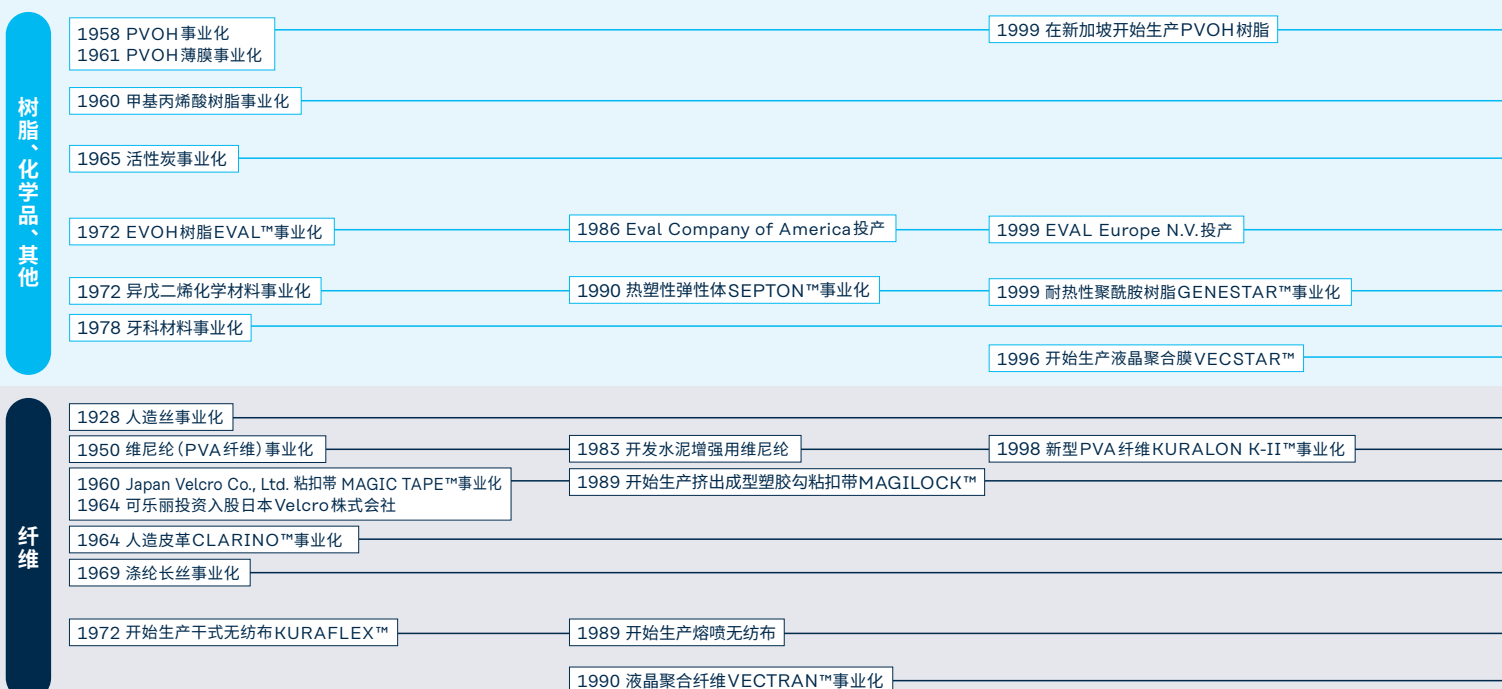 树脂、化学品、其他
1958 PVOH事业化
1961 PVOH薄膜事业化
1999 在新加坡开始生产PVOH树脂
1960 甲基丙烯酸树脂事业化
1965 活性炭事业化
1972 EVOH树脂EVAL™事业化
1986 Eval Company of America投产
1999 EVAL Europe N.V.投产
1972 异戊二烯化学材料事业化
1990 热塑性弹性体SEPTON™事业化
1999 耐热性聚酰胺树脂GENESTAR™事业化
1978 牙科材料事业化
1996 开始生产液晶聚合膜VECSTAR™
纤维
1928 人造丝事业化
1950 维尼纶(PVA纤维)事业化
1983 开发水泥增强用维尼纶
1998 新型PVA纤维KURALON K-II™事业化
1960 Japan Velcro Co., Ltd. 粘扣带 MAGIC TAPE™事业化
1964 可乐丽投资入股日本Velcro株式会社
1989 开始生产挤出成型塑胶勾粘扣带MAGILOCK™
1964 人造皮革CLARINO™事业化
1969 涤纶长丝事业化
1972 开始生产干式无纺布KURAFLEX™
1989 开始生产熔喷无纺布
1990 液晶聚合纤维VECTRAN™事业化